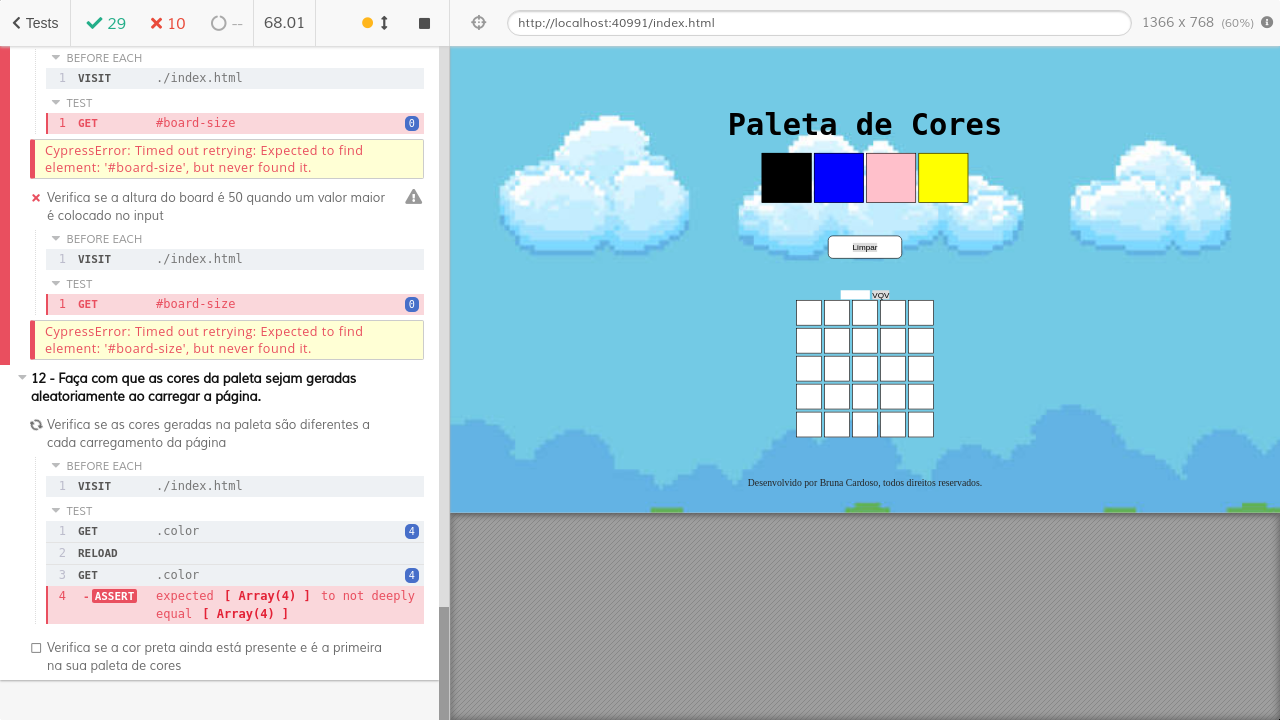 Tests
29
10
--
68.01
http://localhost:40991/index.html
1366 x 768 (60%)
BEFORE EACH
1 VISIT ./index.html
TEST
1 GET #board-size 0
CypressError: Timed out retrying: Expected to find
element: '#board-size', but never found it.
Verifica se a altura do board é 50 quando um valor maior
é colocado no input
BEFORE EACH
1 VISIT ./index.html
TEST
1 GET #board-size 0
CypressError: Timed out retrying: Expected to find
element: '#board-size', but never found it.
12 - Faça com que as cores da paleta sejam geradas
aleatoriamente ao carregar a página.
Verifica se as cores geradas na paleta são diferentes a
cada carregamento da página
BEFORE EACH
1 VISIT ./index.html
TEST
1 GET .color 4
2 RELOAD
3 GET .color 4
4 -ASSERT expected [ Array(4) ] to not deeply
equal [ Array(4) ]
Verifica se a cor preta ainda está presente e é a primeira
na sua paleta de cores
Paleta de Cores
Limpar
VQV
Desenvolvido por Bruna Cardoso, todos direitos reservados.